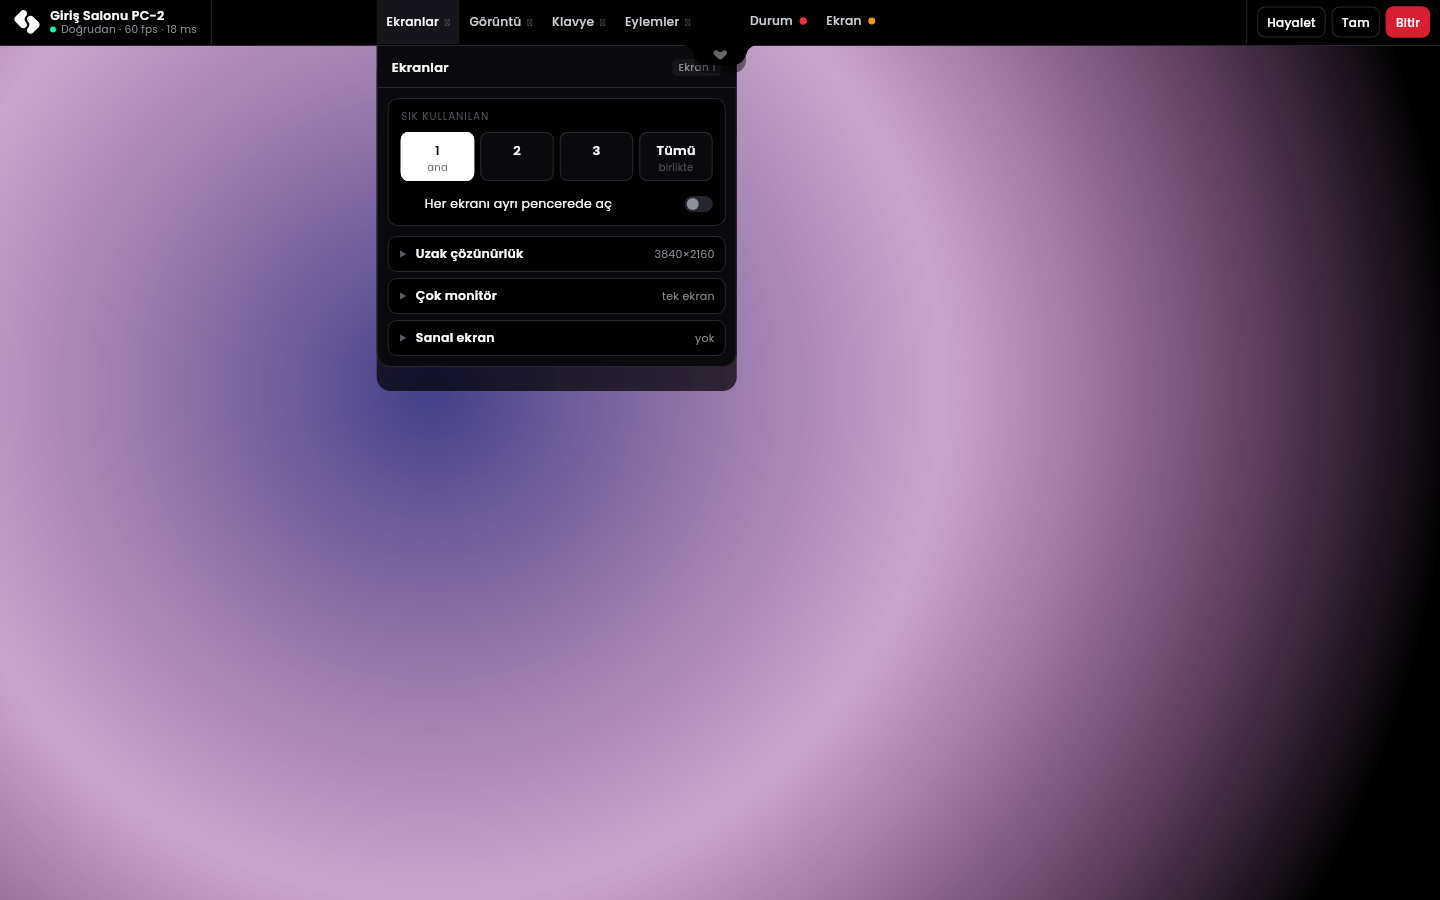 Giriş Salonu PC-2
Doğrudan · 60 fps · 18 ms
Ekranlar Görüntü Klavye Eylemler Durum Ekran
Hayalet Tam Bitir
Ekranlar Ekran 1
SIK KULLANILAN
1 2 3 Tümü
ana birlikte
Her ekranı ayrı pencerede aç
Uzak çözünürlük 3840×2160
Çok monitör tek ekran
Sanal ekran yok